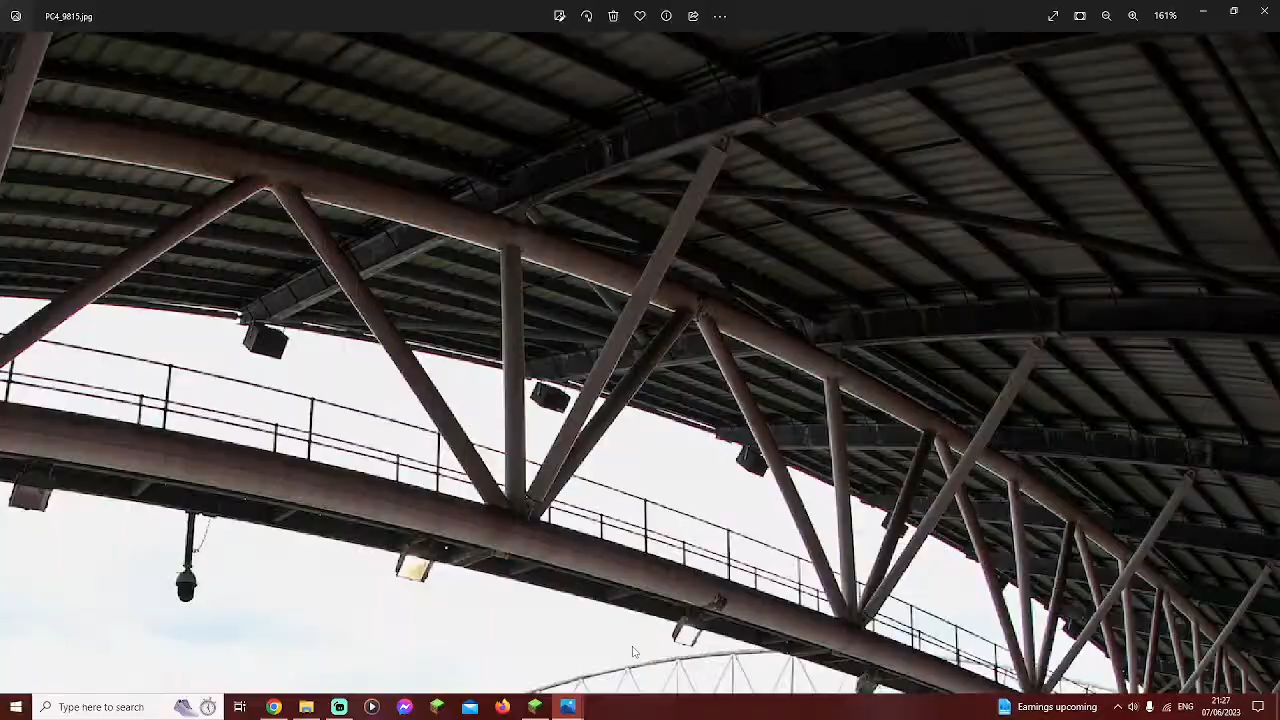 PC4_9815.jpg
161%
Type here to search
Earnings upcoming
ENG
21:27
07/06/2023